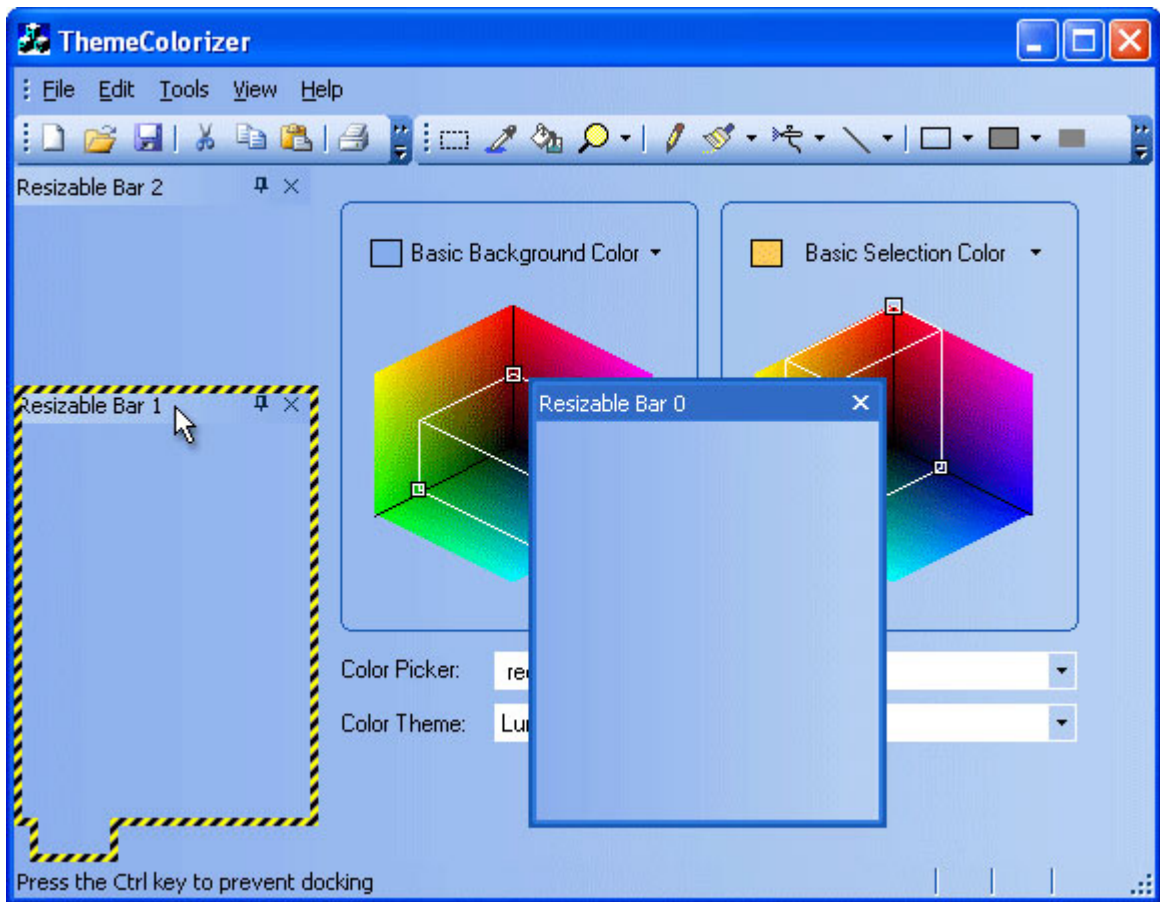 ThemeColorizer
File Edit Tools View Help
Resizable Bar 2
Basic Background Color
Basic Selection Color
Resizable Bar 1
Resizable Bar 0
Color Picker:
Color Theme:
Press the Ctrl key to prevent docking